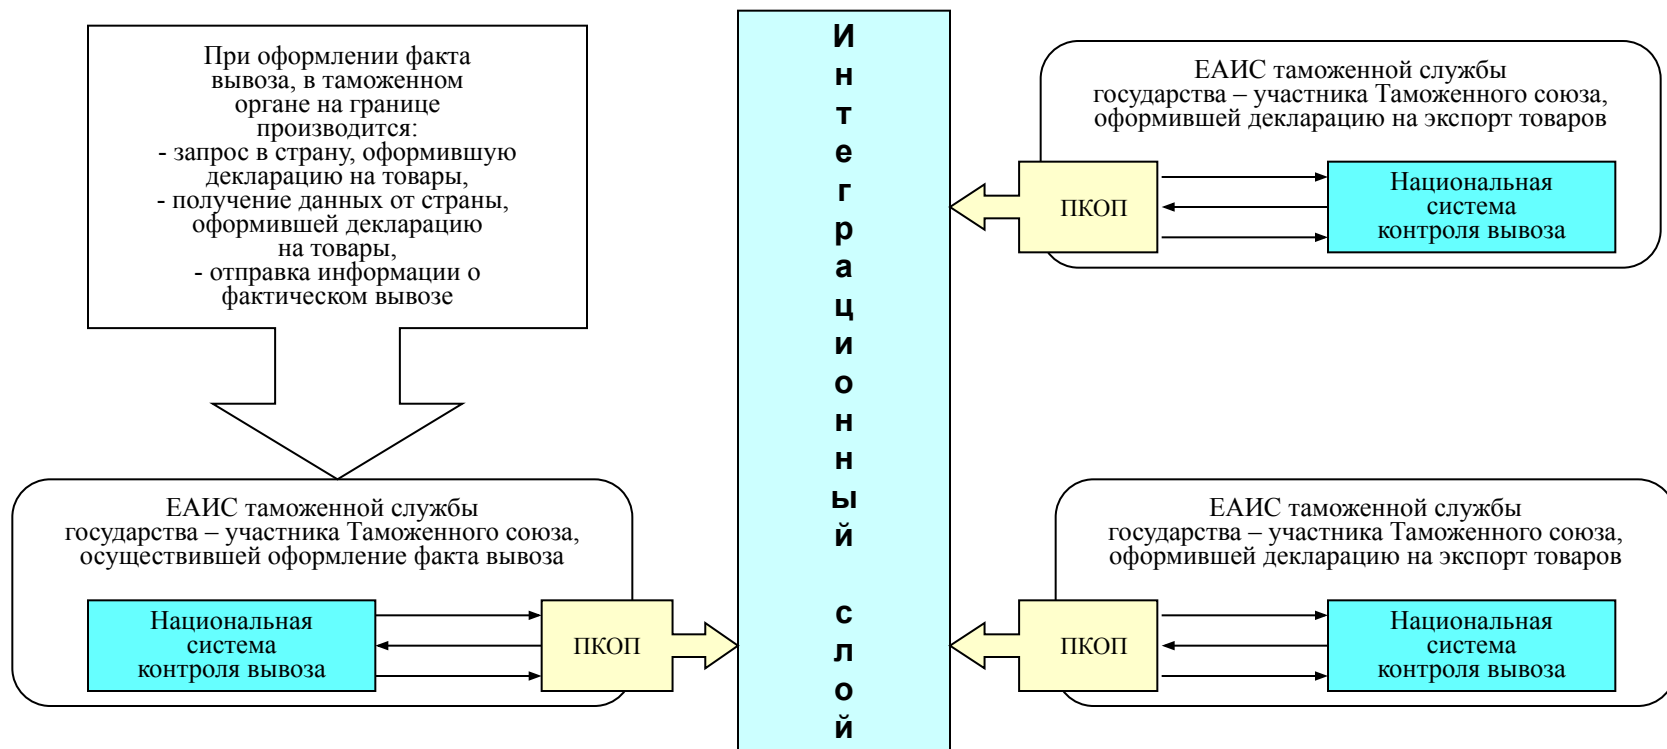 При оформлении факта
вывоза, в таможенном
органе на границе
производится:
- запрос в страну, оформившую
декларацию на товары,
- получение данных от страны,
оформившей декларацию
на товары,
- отправка информации о
фактическом вывозе
ЕАИС таможенной службы
государства – участника Таможенного союза,
осуществившей оформление факта вывоза
Национальная
система
контроля вывоза
ПКОП
Интеграционный слой
ЕАИС таможенной службы
государства – участника Таможенного союза,
оформившей декларацию на экспорт товаров
ПКОП
Национальная
система
контроля вывоза
ЕАИС таможенной службы
государства – участника Таможенного союза,
оформившей декларацию на экспорт товаров
ПКОП
Национальная
система
контроля вывоза